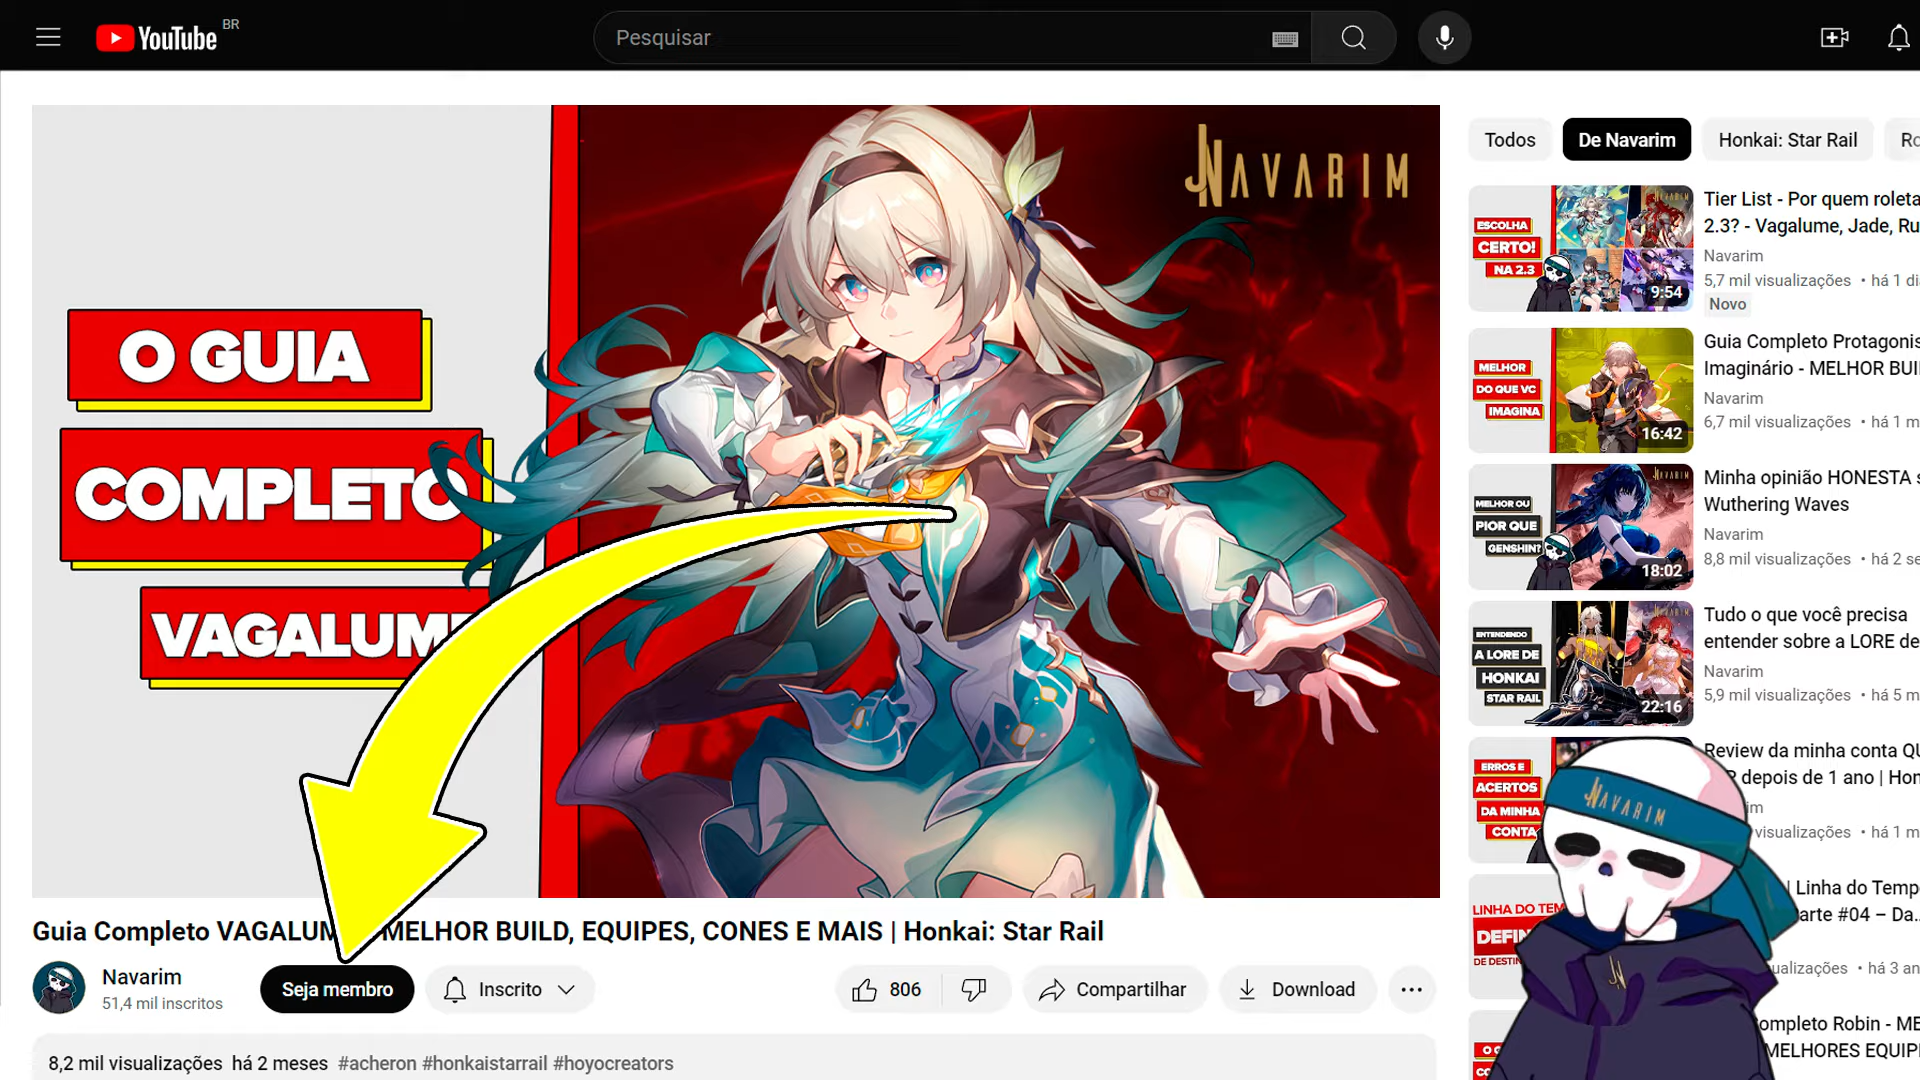 YouTube
BR
Pesquisar
NAVARIM
O GUIA
COMPLETO
VAGALUM
Guia Completo VAGALUM
MELHOR BUILD, EQUIPES, CONES E MAIS | Honkai: Star Rail
Navarim
51,4 mil inscritos
Seja membro
Inscrito
806
Compartilhar
Download
8,2 mil visualizações há 2 meses #acheron #honkaistarrail #hoyocreators
Todos
De Navarim
Honkai: Star Rail
ESCOLHA
CERTO!
NA 2.3
9:54
Tier List - Por quem roleta
2.3? - Vagalume, Jade, Ru
Navarim
5,7 mil visualizações • há 1 di
Novo
MELHOR
DO QUE VC
IMAGINA
16:42
Guia Completo Protagonis
Imaginário - MELHOR BUI
Navarim
6,7 mil visualizações • há 1 m
MELHOR OU
PIOR QUE
GENSHIN?
NAVARIM
18:02
Minha opinião HONESTA s
Wuthering Waves
Navarim
8,8 mil visualizações • há 2 se
ENTENDENDO
A LORE DE
HONKAI
STAR RAIL
22:16
Tudo o que você precisa
entender sobre a LORE de
Navarim
5,9 mil visualizações • há 5 m
ERROS E
ACERTOS
DA MINHA
CONTA
Review da minha conta QU
P depois de 1 ano | Hon
im
visualizações • há 1 m
NAVARIM
LINHA DO TEM
DEFIN
DE DESTIN
| Linha do Temp
arte #04 – Da...
ualizações • há 3 an
ompleto Robin - ME
MELHORES EQUIP